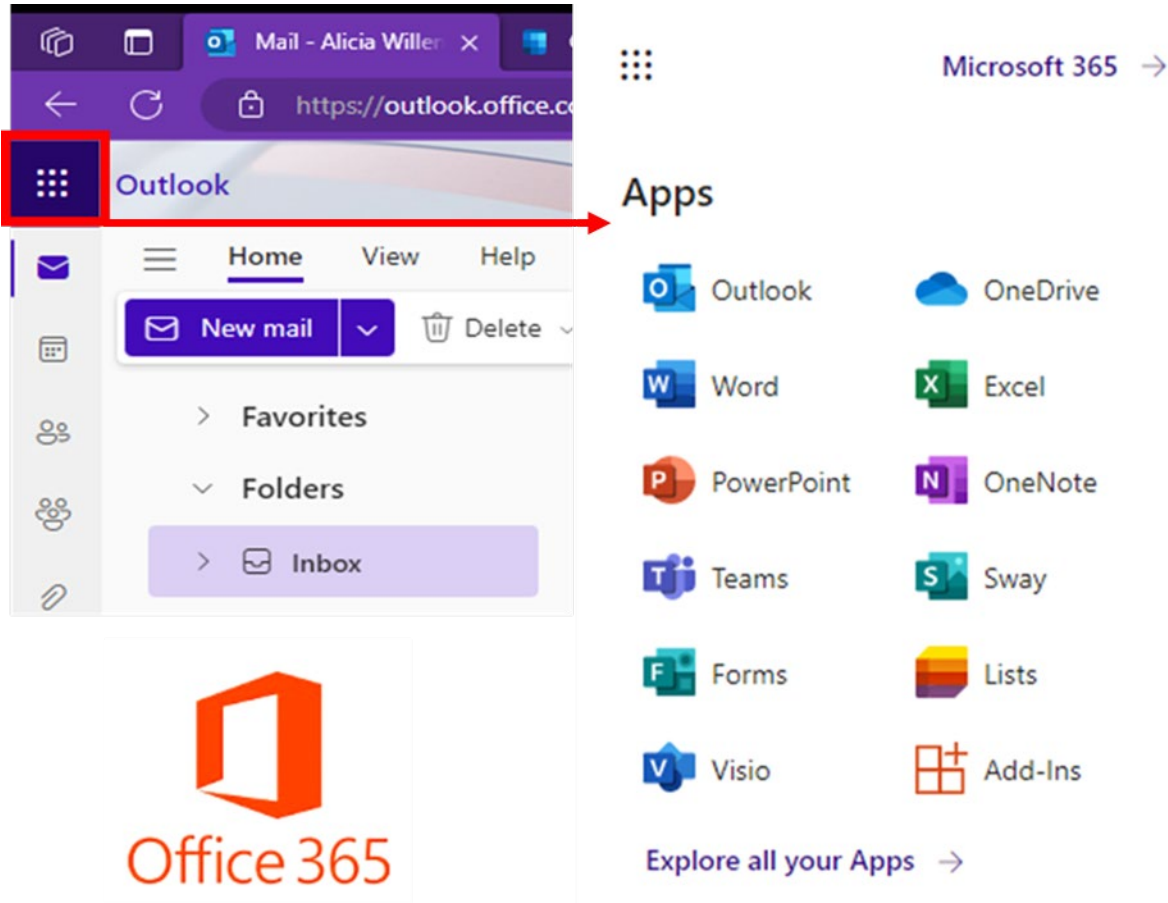 Mail - Alicia Willer
https://outlook.office.co
Outlook
Home View Help
New mail Delete
Favorites
Folders
Inbox
Office 365
Microsoft 365 →
Apps
Outlook OneDrive
Word Excel
PowerPoint OneNote
Teams Sway
Forms Lists
Visio Add-Ins
Explore all your Apps →